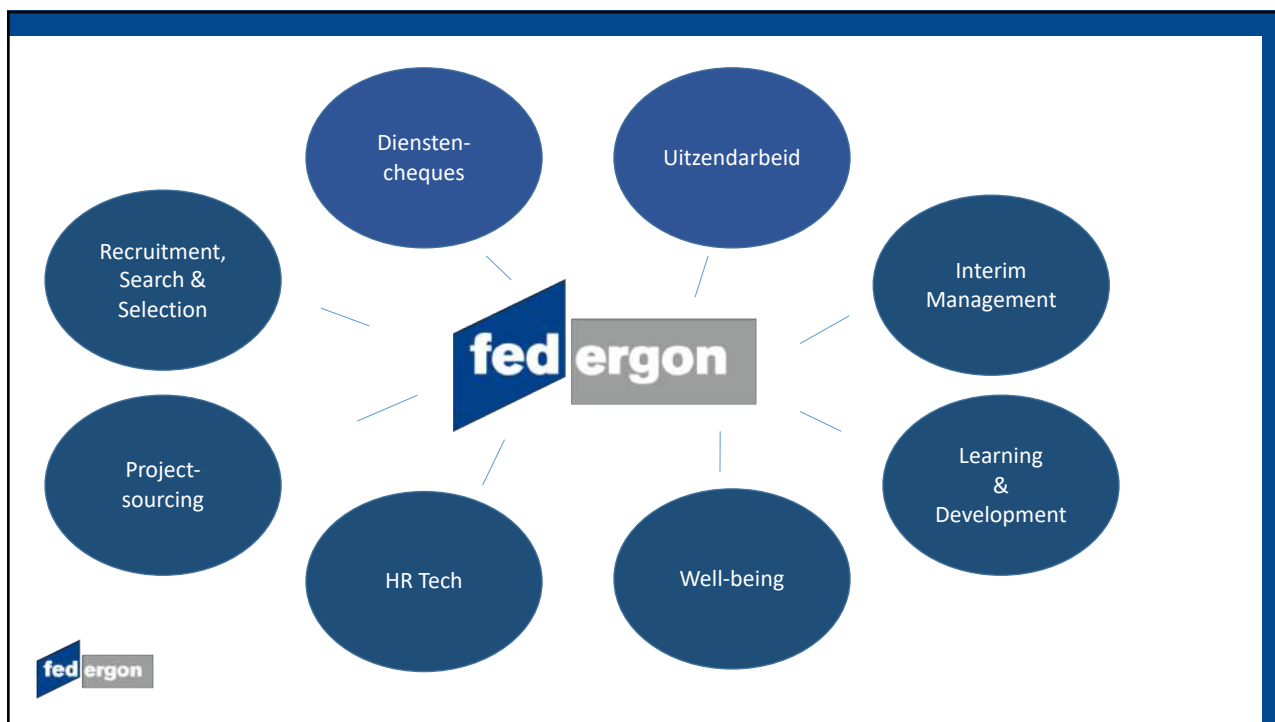 Diensten-
cheques
Uitzendarbeid
Recruitment,
Search &
Selection
Interim
Management
fed ergon
Project-
sourcing
Learning
&
Development
HR Tech
Well-being
fed ergon